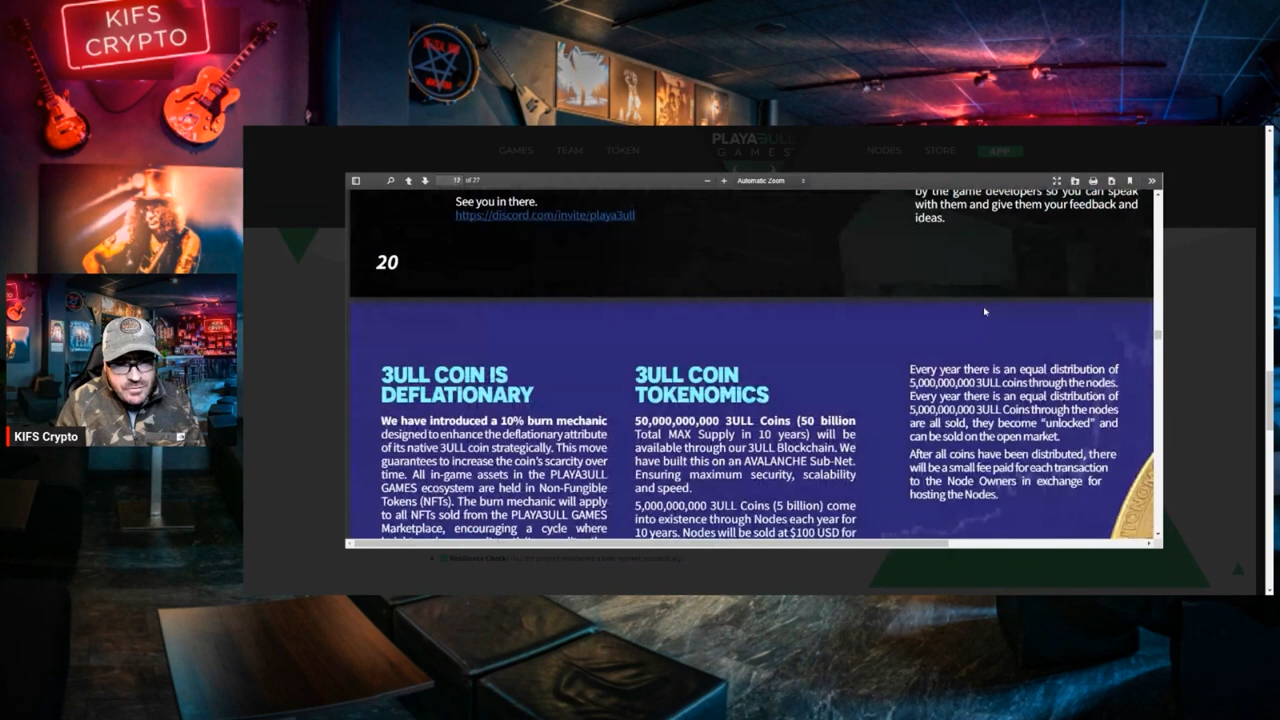 KIFS
CRYPTO
PLAYA3ULL
GAMES
GAMES TEAM TOKEN
NODES STORE APP
17 of 27
Automatic Zoom
See you in there.
https://discord.com/invite/playa3ull
20
by the game developers so you can speak
with them and give them your feedback and
ideas.
3ULL COIN IS
DEFLATIONARY
We have introduced a 10% burn mechanic
designed to enhance the deflationary attribute
of its native 3ULL coin strategically. This move
guarantees to increase the coin's scarcity over
time. All in-game assets in the PLAYA3ULL
GAMES ecosystem are held in Non-Fungible
Tokens (NFTs). The burn mechanic will apply
to all NFTs sold from the PLAYA3ULL GAMES
Marketplace, encouraging a cycle where
3ULL COIN
TOKENOMICS
50,000,000,000 3ULL Coins (50 billion
Total MAX Supply in 10 years) will be
available through our 3ULL Blockchain. We
have built this on an AVALANCHE Sub-Net.
Ensuring maximum security, scalability
and speed.
5,000,000,000 3ULL Coins (5 billion) come
into existence through Nodes each year for
10 years. Nodes will be sold at $100 USD for
Every year there is an equal distribution of
5,000,000,000 3ULL coins through the nodes.
Every year there is an equal distribution of
5,000,000,000 3ULL Coins through the nodes
are all sold, they become "unlocked" and
can be sold on the open market.
After all coins have been distributed, there
will be a small fee paid for each transaction
to the Node Owners in exchange for
hosting the Nodes.
KIFS Crypto